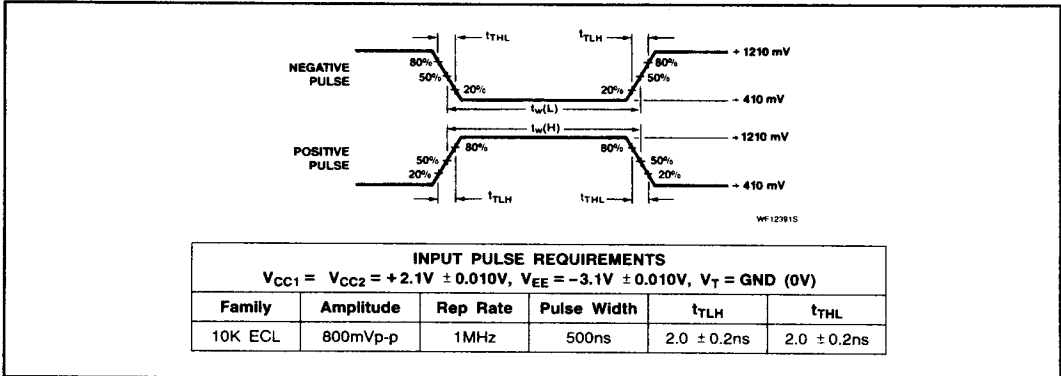 tTHL tTLH + 1210 mV
NEGATIVE PULSE 80% 80%
50% 50%
20% 20%
tw(L) + 410 mV
tw(H) + 1210 mV
POSITIVE PULSE 80% 80%
50% 50%
20% 20%
+ 410 mV
tTLH tTHL
WF12391S
INPUT PULSE REQUIREMENTS
VCC1 = VCC2 = +2.1V ± 0.010V, VEE = −3.1V ± 0.010V, VT = GND (0V)
Family Amplitude Rep Rate Pulse Width tTLH tTHL
10K ECL 800mVp-p 1MHz 500ns 2.0 ± 0.2ns 2.0 ± 0.2ns